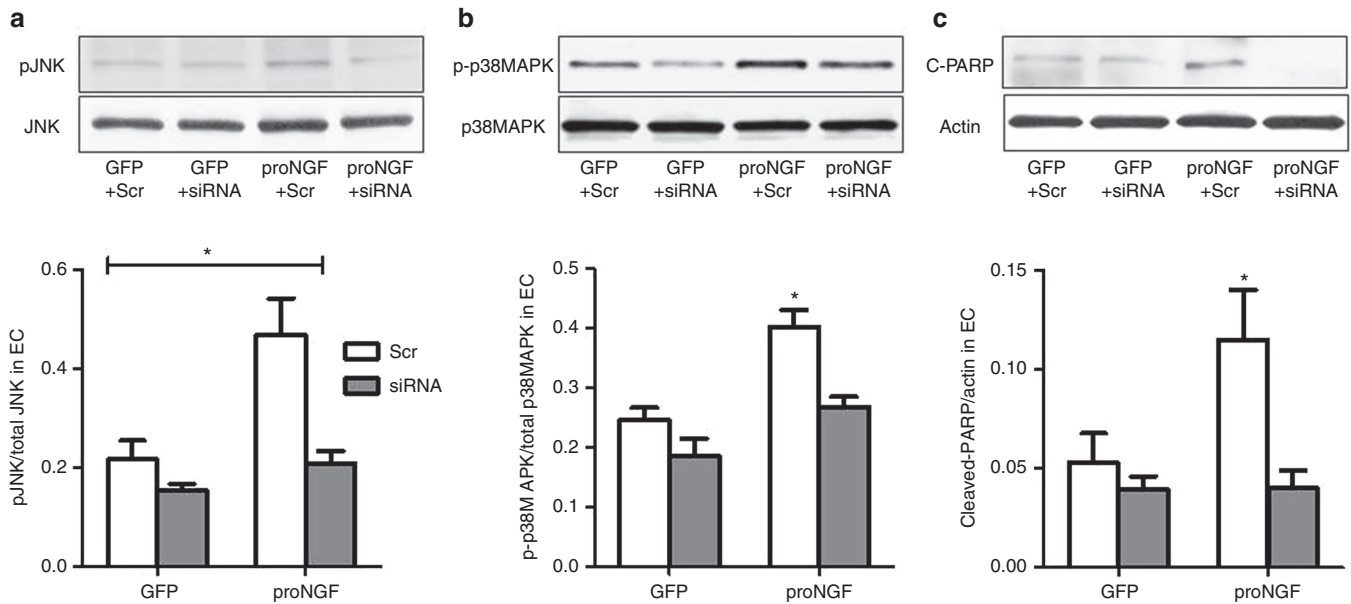 a
pJNK
JNK
GFP +Scr
GFP +siRNA
proNGF +Scr
proNGF +siRNA
pJNK/total JNK in EC
0.6
0.4
0.2
0.0
*
Scr
siRNA
GFP
proNGF
b
p-p38MAPK
p38MAPK
GFP +Scr
GFP +siRNA
proNGF +Scr
proNGF +siRNA
p-p38M APK/total p38MAPK in EC
0.5
0.4
0.3
0.2
0.1
0.0
*
GFP
proNGF
c
C-PARP
Actin
GFP +Scr
GFP +siRNA
proNGF +Scr
proNGF +siRNA
Cleaved-PARP/actin in EC
0.15
0.10
0.05
0.00
*
GFP
proNGF